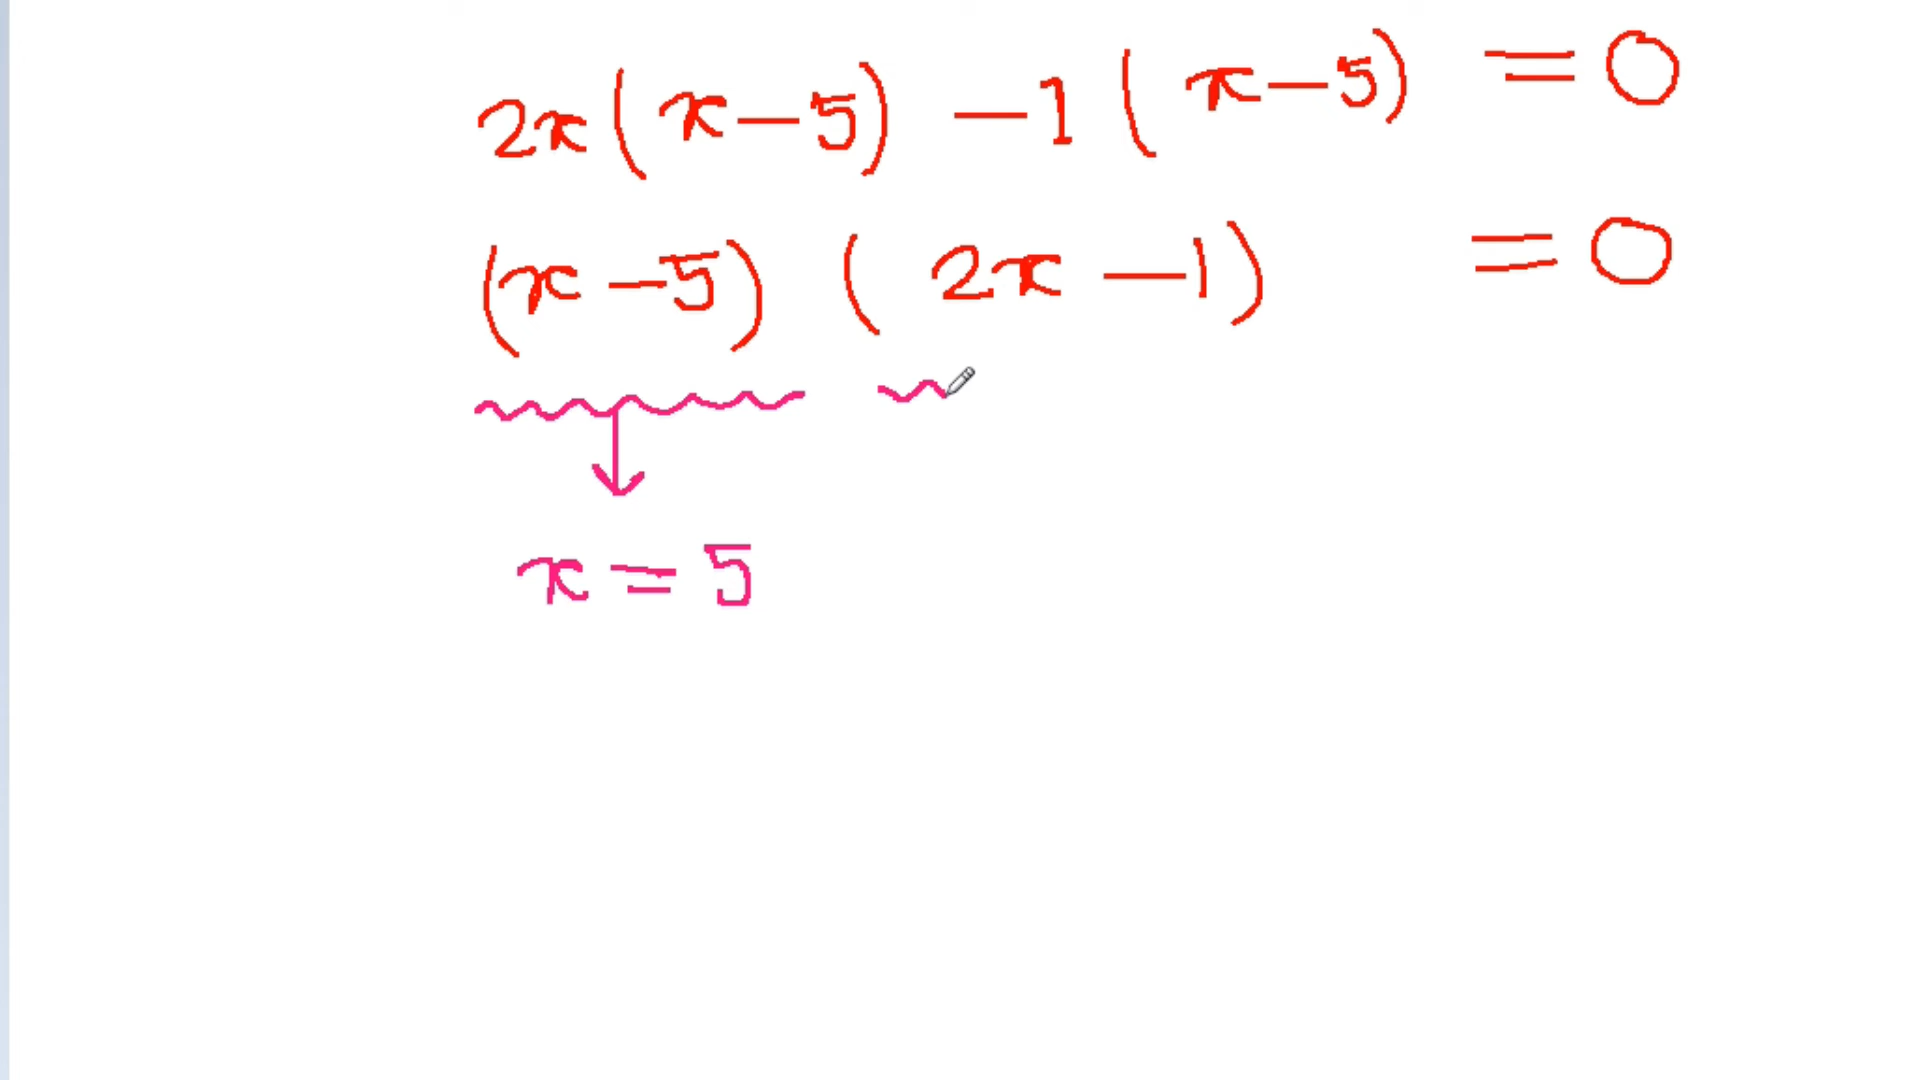 2x(x-5) -1(x-5) =0
(x-5) (2x-1) =0
x=5